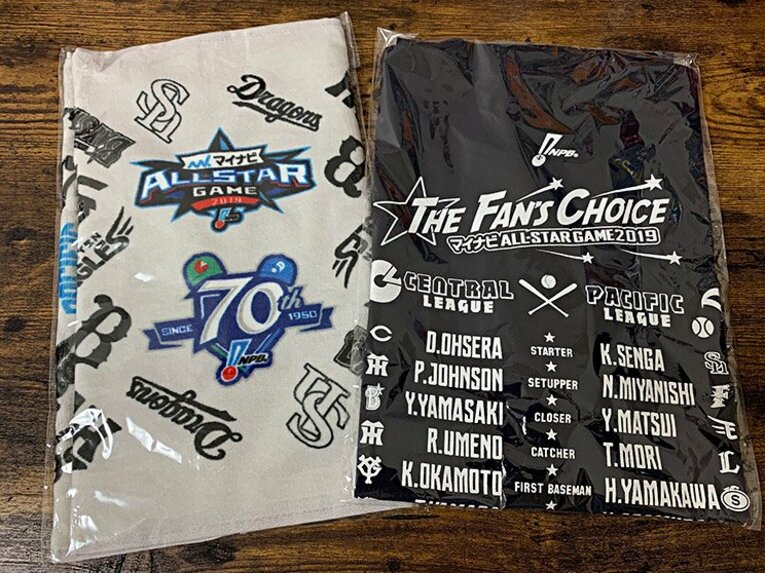 Dragons
マイナビ
ALLSTAR
GAME
2019
70th
SINCE
1950
NPB
Dragons
NPB
THE FAN'S CHOICE
マイナビ ALL-STAR GAME 2019
CENTRAL LEAGUE
PACIFIC LEAGUE
D.OHSERA STARTER K.SENGA
P.JOHNSON SETUPPER N.MIYANISHI
Y.YAMASAKI CLOSER Y.MATSUI
R.UMENO CATCHER T.MORI
K.OKAMOTO FIRST BASEMAN H.YAMAKAWA
S